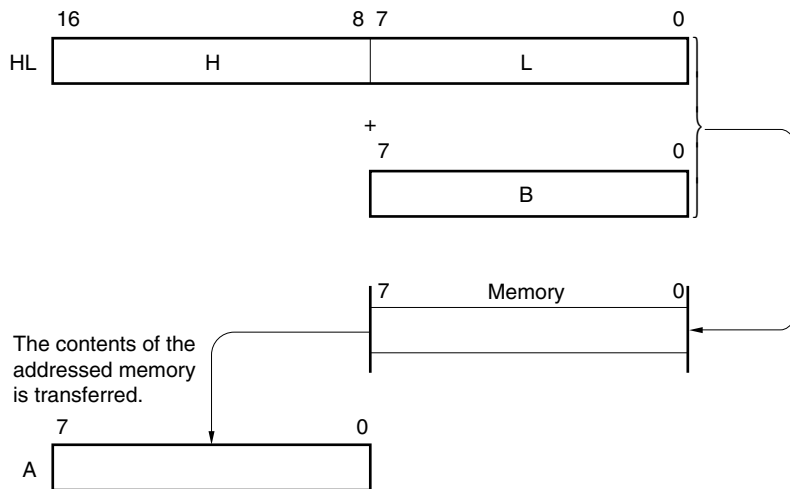 16 8 7 0
HL H L
+
7 0
B
7 Memory 0
The contents of the
addressed memory
is transferred.
7 0
A